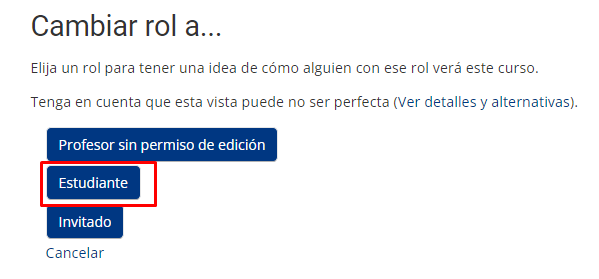 Cambiar rol a...
Elija un rol para tener una idea de cómo alguien con ese rol verá este curso.
Tenga en cuenta que esta vista puede no ser perfecta (Ver detalles y alternativas).
Profesor sin permiso de edición
Estudiante
Invitado
Cancelar